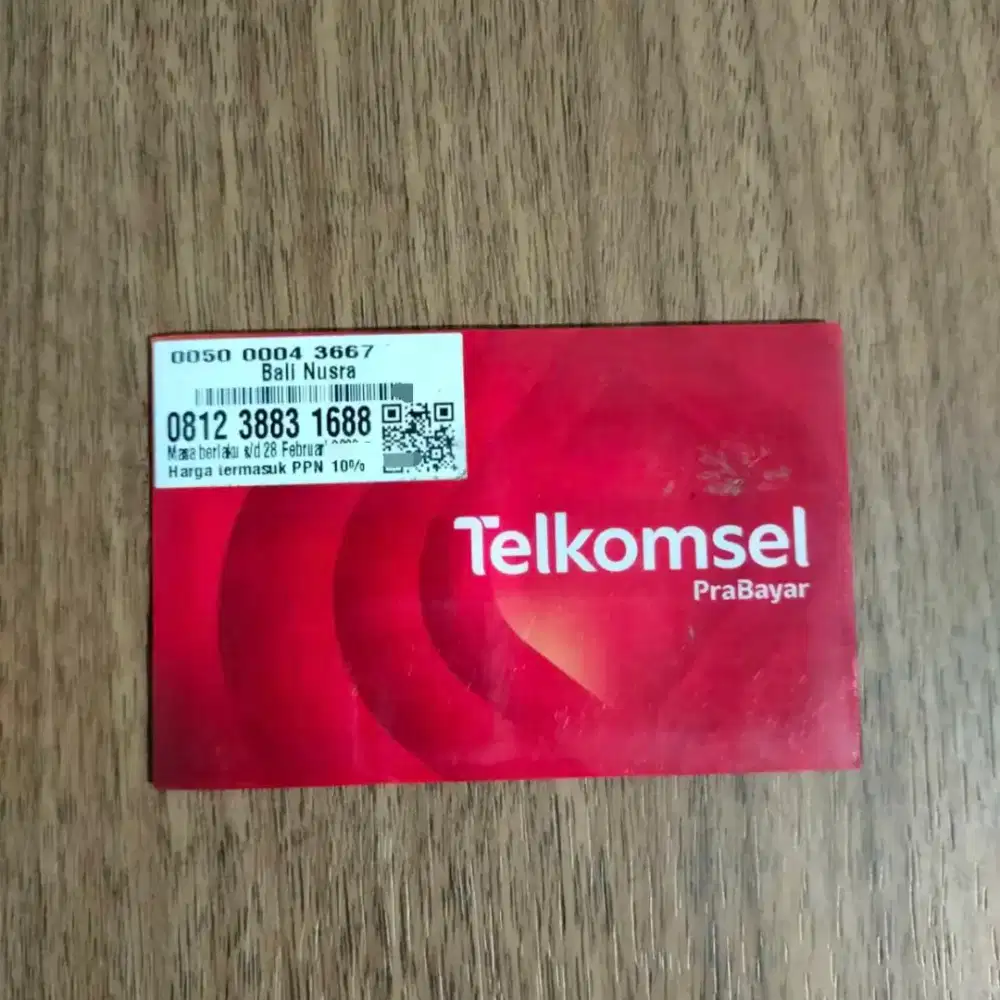 0050 0004 3667
Bali Nusra
0812 3883 1688
Masa berlaku s/d 28 Februari
Harga termasuk PPN 10%
Telkomsel
PraBayar